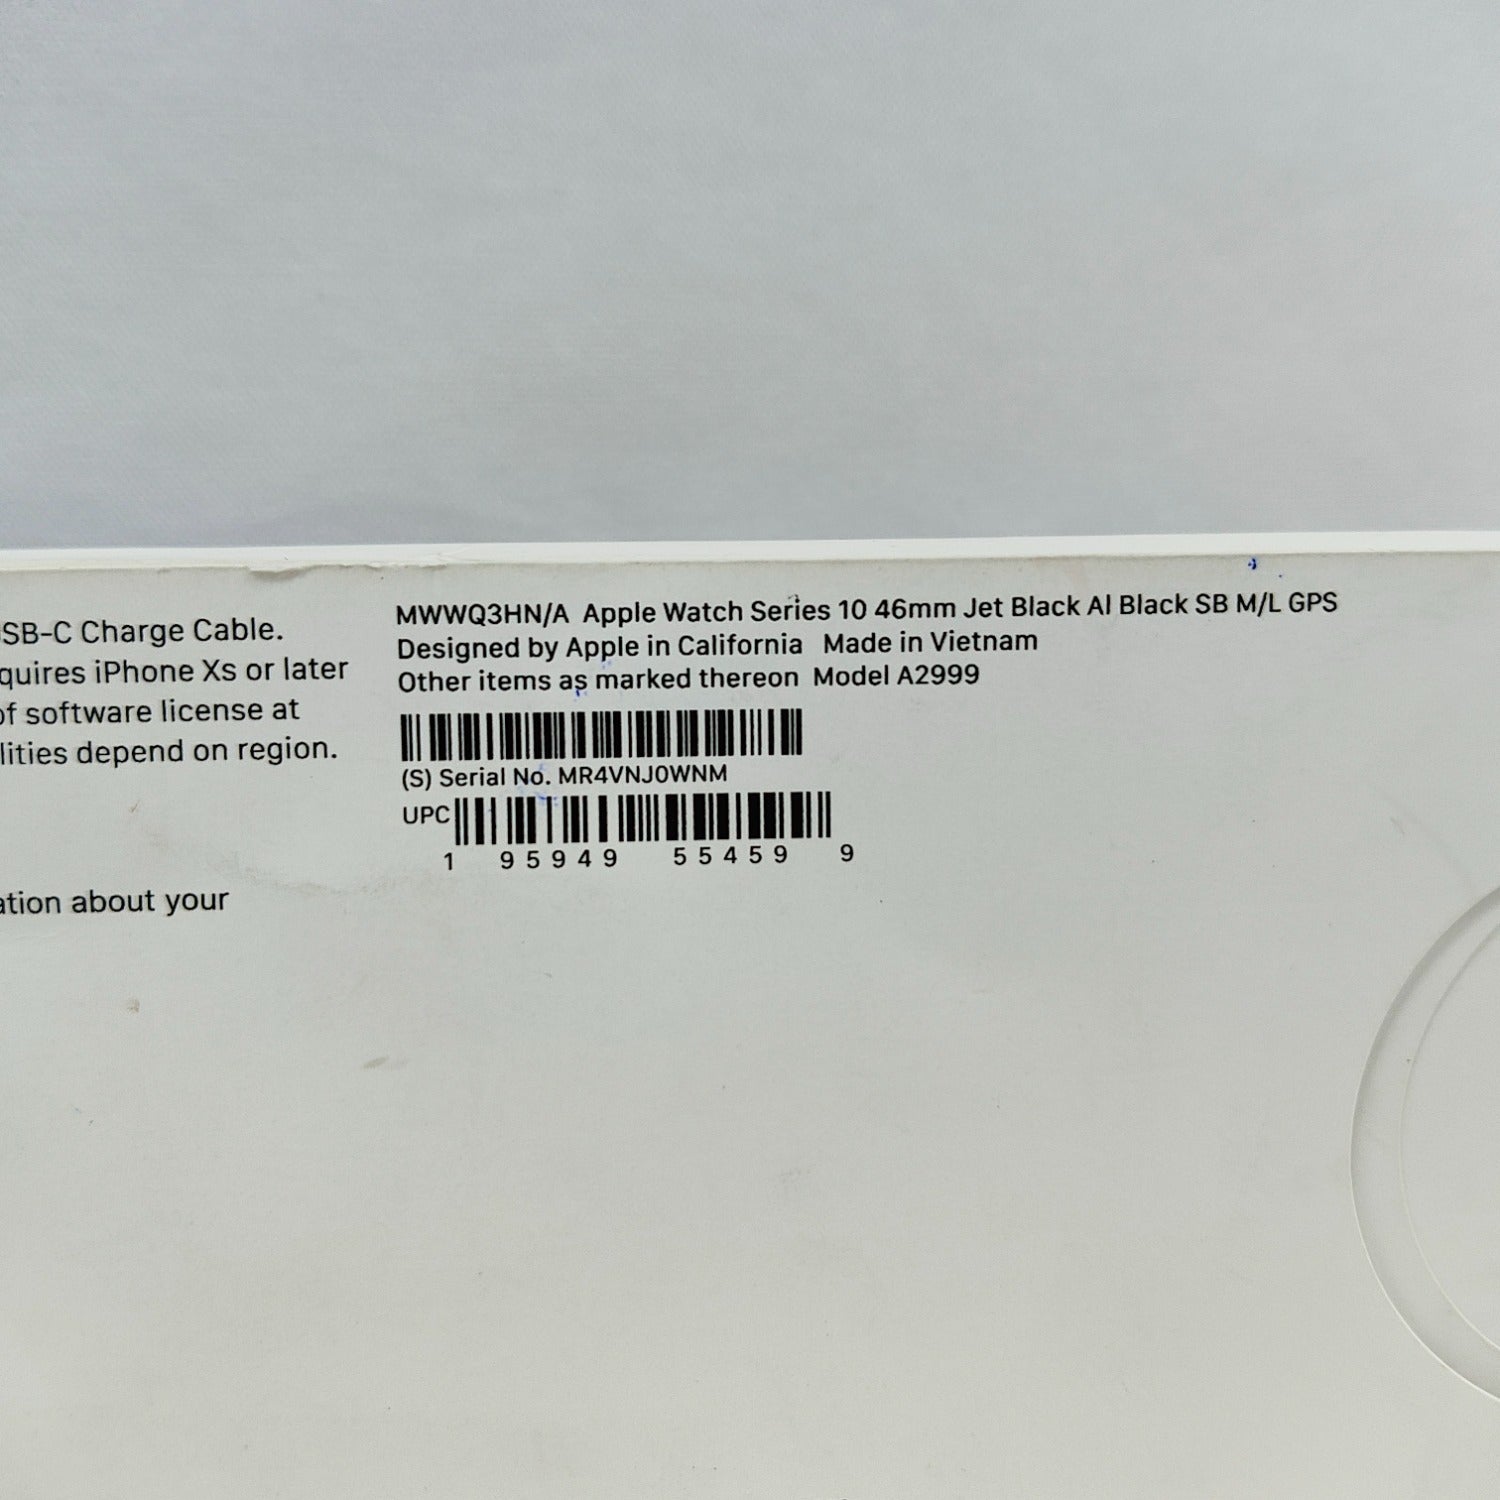 SB-C Charge Cable.
quires iPhone Xs or later
of software license at
lities depend on region.
ation about your
MWWQ3HN/A Apple Watch Series 10 46mm Jet Black Al Black SB M/L GPS
Designed by Apple in California Made in Vietnam
Other items as marked thereon Model A2999
(S) Serial No. MR4VNJ0WNM
UPC
1 95949 55459 9